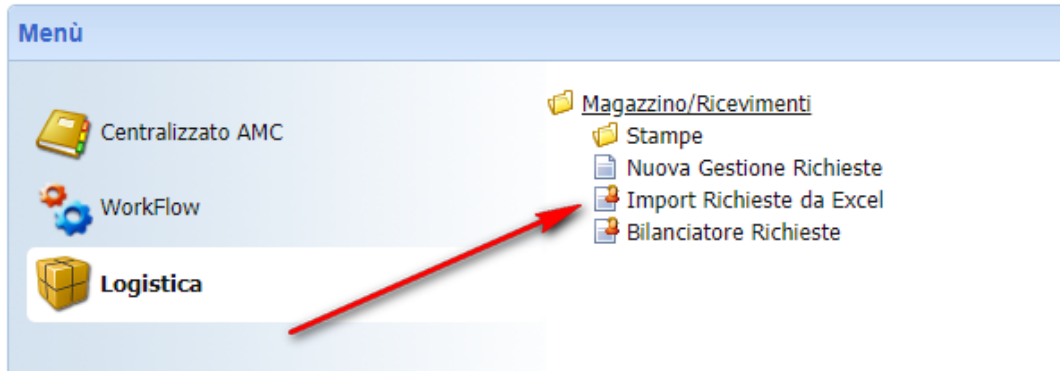 Menù
Centralizzato AMC
WorkFlow
Logistica
Magazzino/Ricevimenti
Stampe
Nuova Gestione Richieste
Import Richieste da Excel
Bilanciatore Richieste